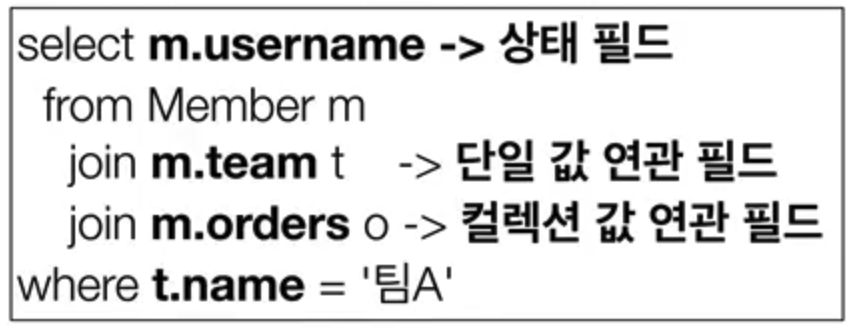 select m.username -> 상태 필드
from Member m
join m.team t -> 단일 값 연관 필드
join m.orders o -> 컬렉션 값 연관 필드
where t.name = '팀A'